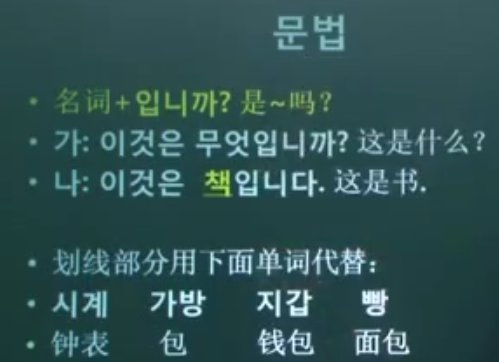 문법
• 名词+입니까? 是~吗?
• 가: 이것은 무엇입니까? 这是什么?
• 나: 이것은 책입니다. 这是书.
• 划线部分用下面单词代替:
• 시계 가방 지갑 빵
• 钟表 包 钱包 面包